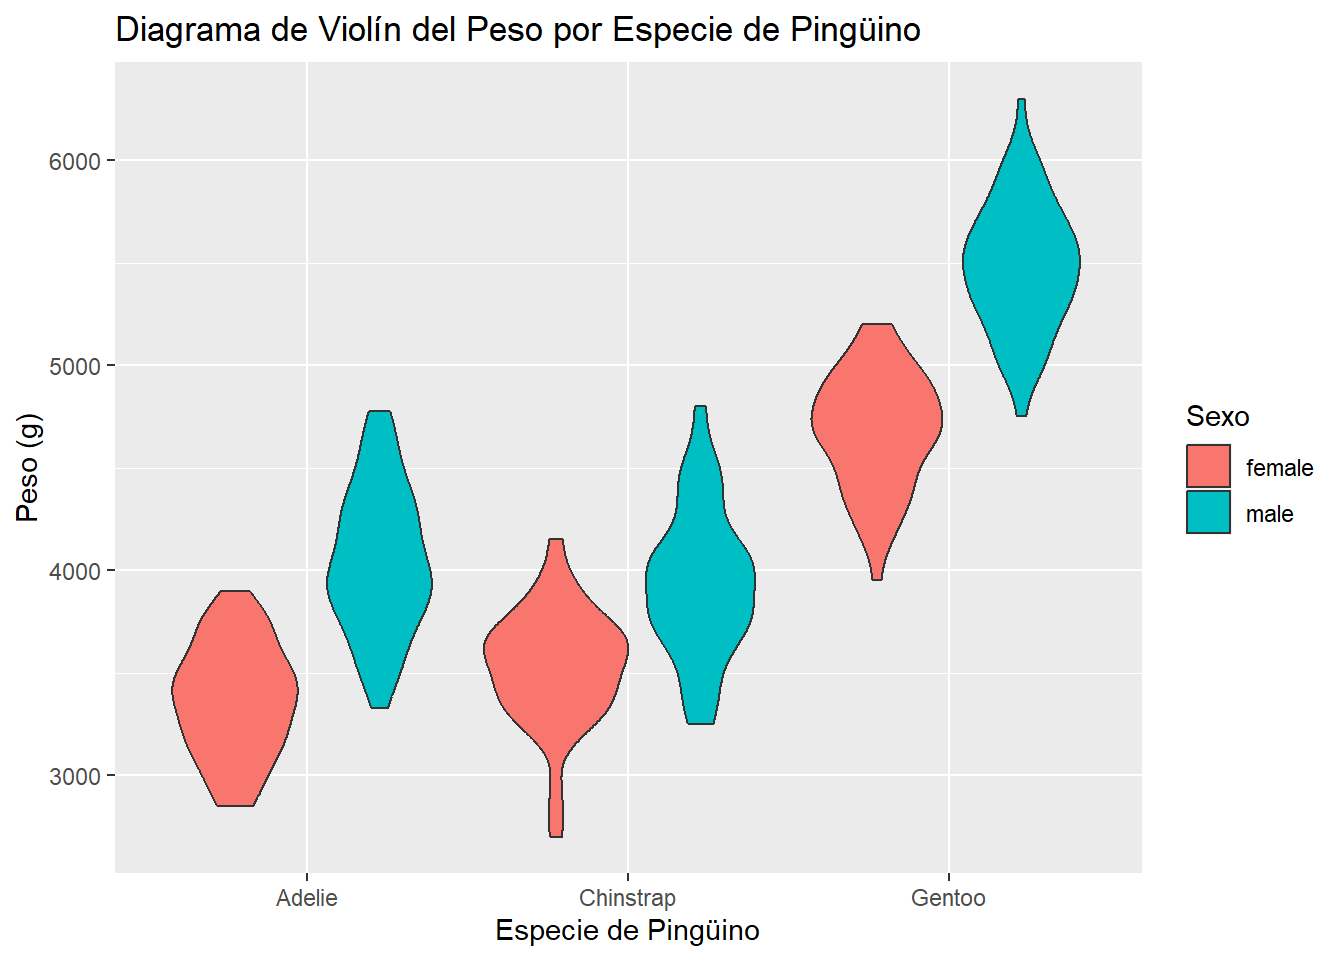 Diagrama de Violín del Peso por Especie de Pingüino
Peso (g)
6000
5000
4000
3000
Adelie
Chinstrap
Gentoo
Especie de Pingüino
Sexo
female
male